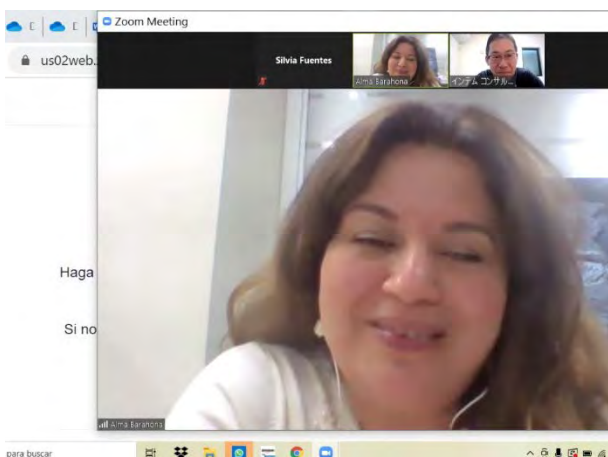 Zoom Meeting
us02web.
Silvia Fuentes
Alma Barahona
インテム コンサル...
Haga
Si no
Alma Barahona
para buscar